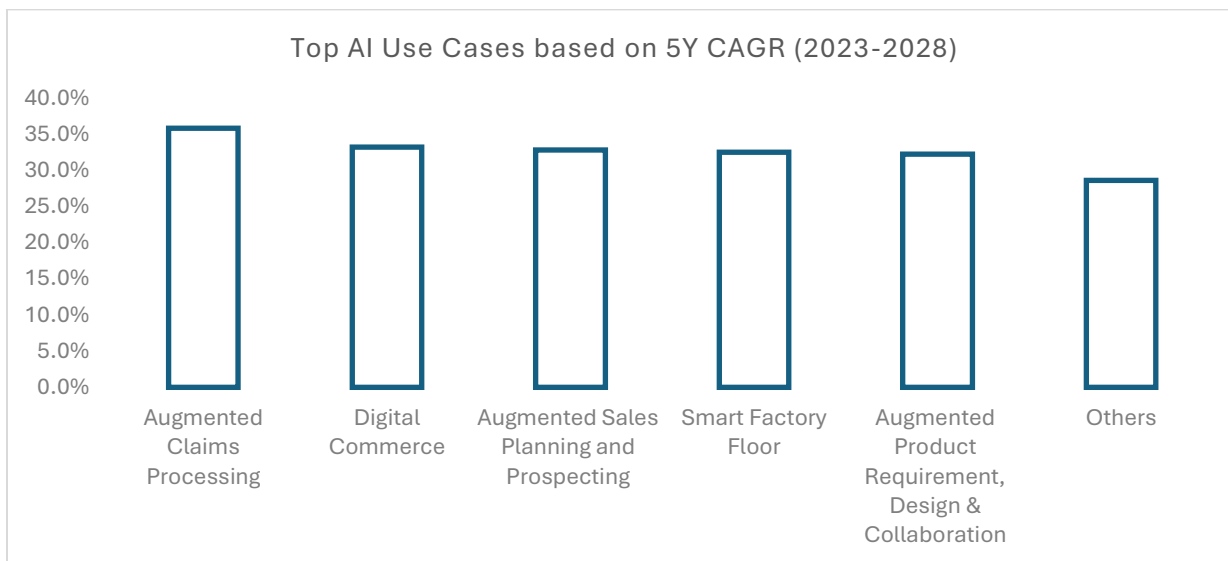 Top AI Use Cases based on 5Y CAGR (2023-2028)
40.0%
35.0%
30.0%
25.0%
20.0%
15.0%
10.0%
5.0%
0.0%
Augmented
Claims
Processing
Digital
Commerce
Augmented Sales
Planning and
Prospecting
Smart Factory
Floor
Augmented
Product
Requirement,
Design &
Collaboration
Others